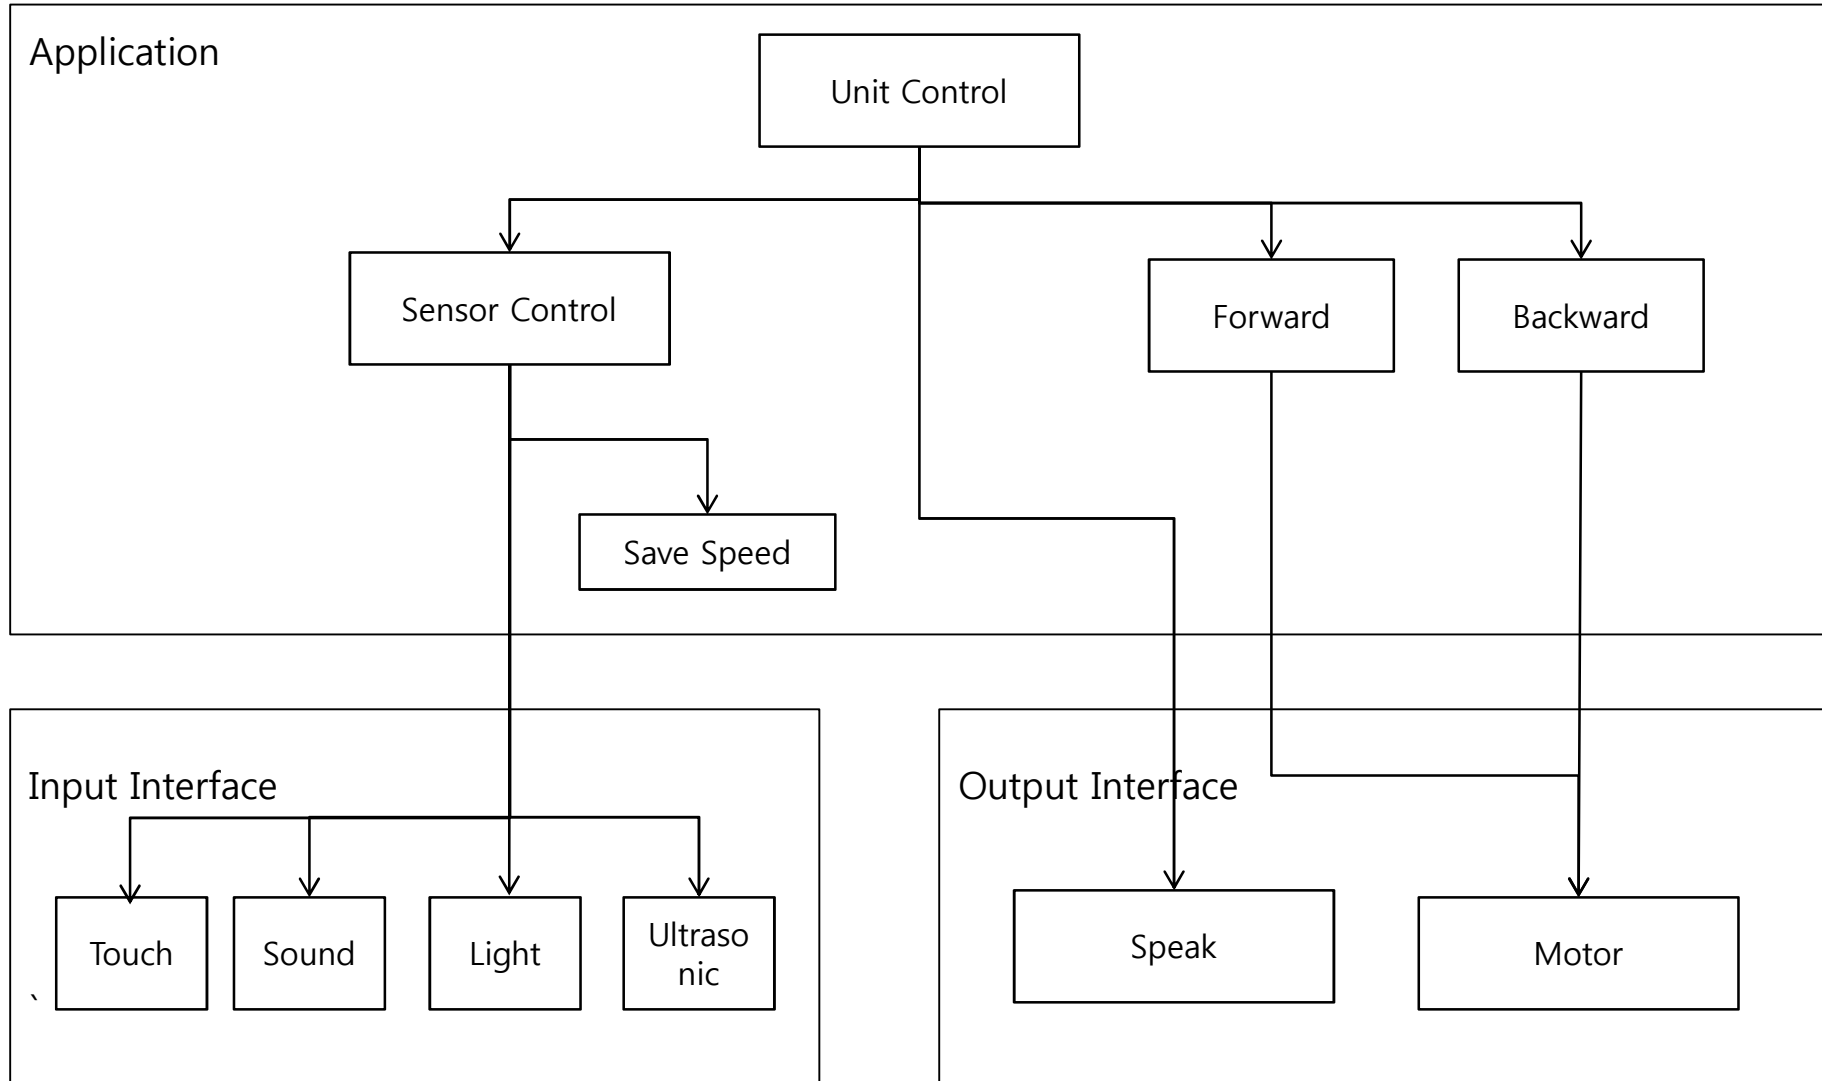 Application
Unit Control
Sensor Control
Forward
Backward
Save Speed
Input Interface
Output Interface
Touch
Sound
Light
Ultraso
nic
Speak
Motor
`